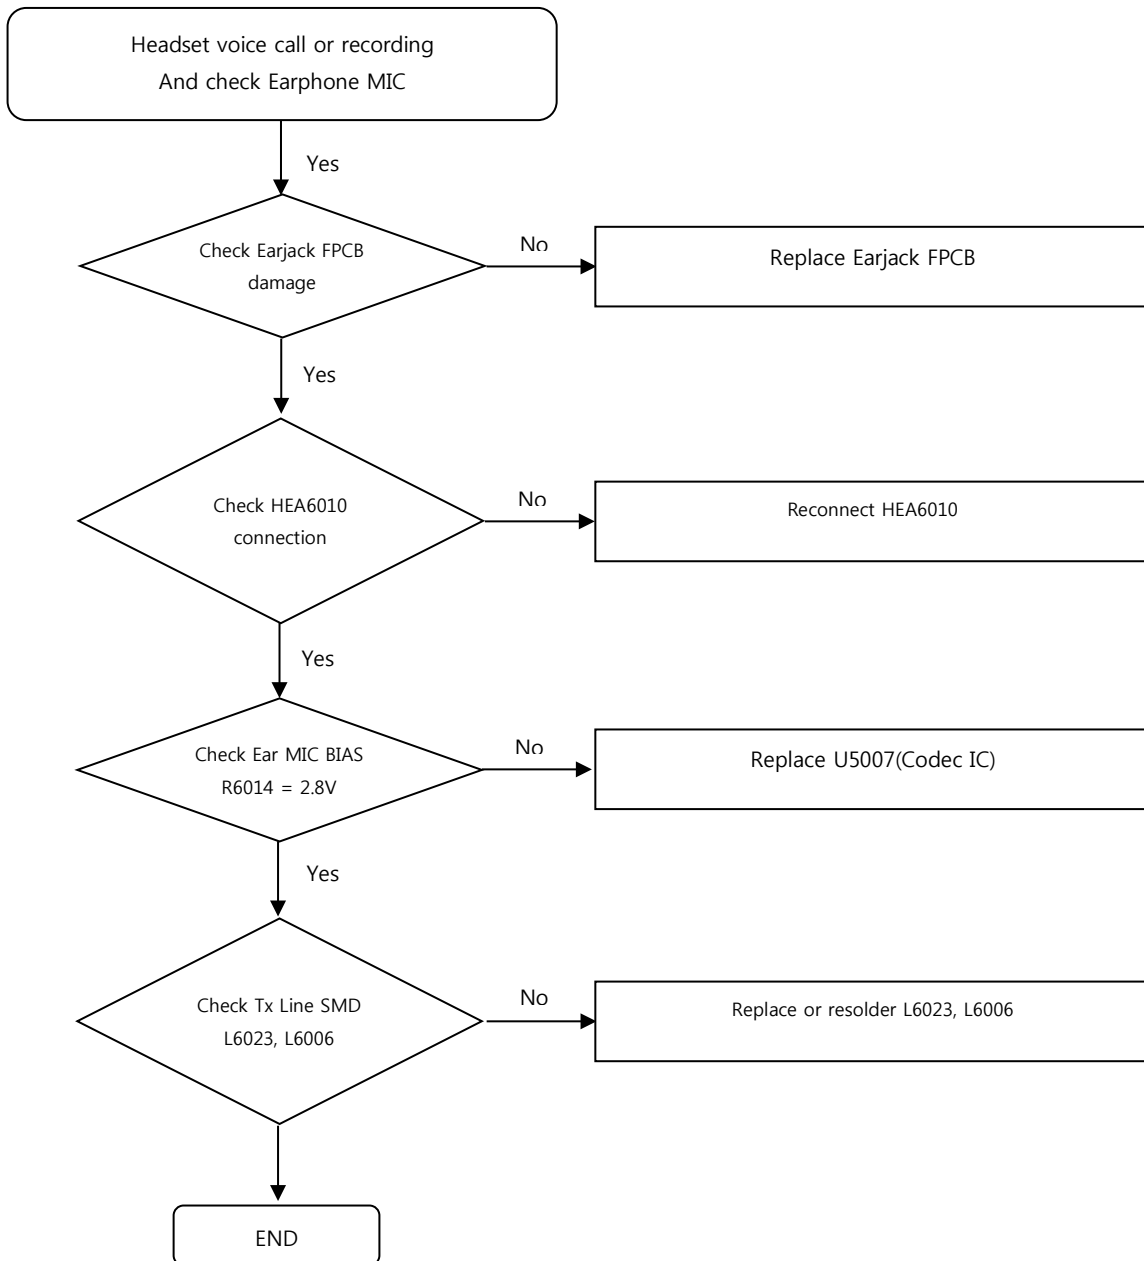 Headset voice call or recording
And check Earphone MIC
Yes
Check Earjack FPCB
damage
No
Replace Earjack FPCB
Yes
Check HEA6010
connection
No
Reconnect HEA6010
Yes
Check Ear MIC BIAS
R6014 = 2.8V
No
Replace U5007(Codec IC)
Yes
Check Tx Line SMD
L6023, L6006
No
Replace or resolder L6023, L6006
END